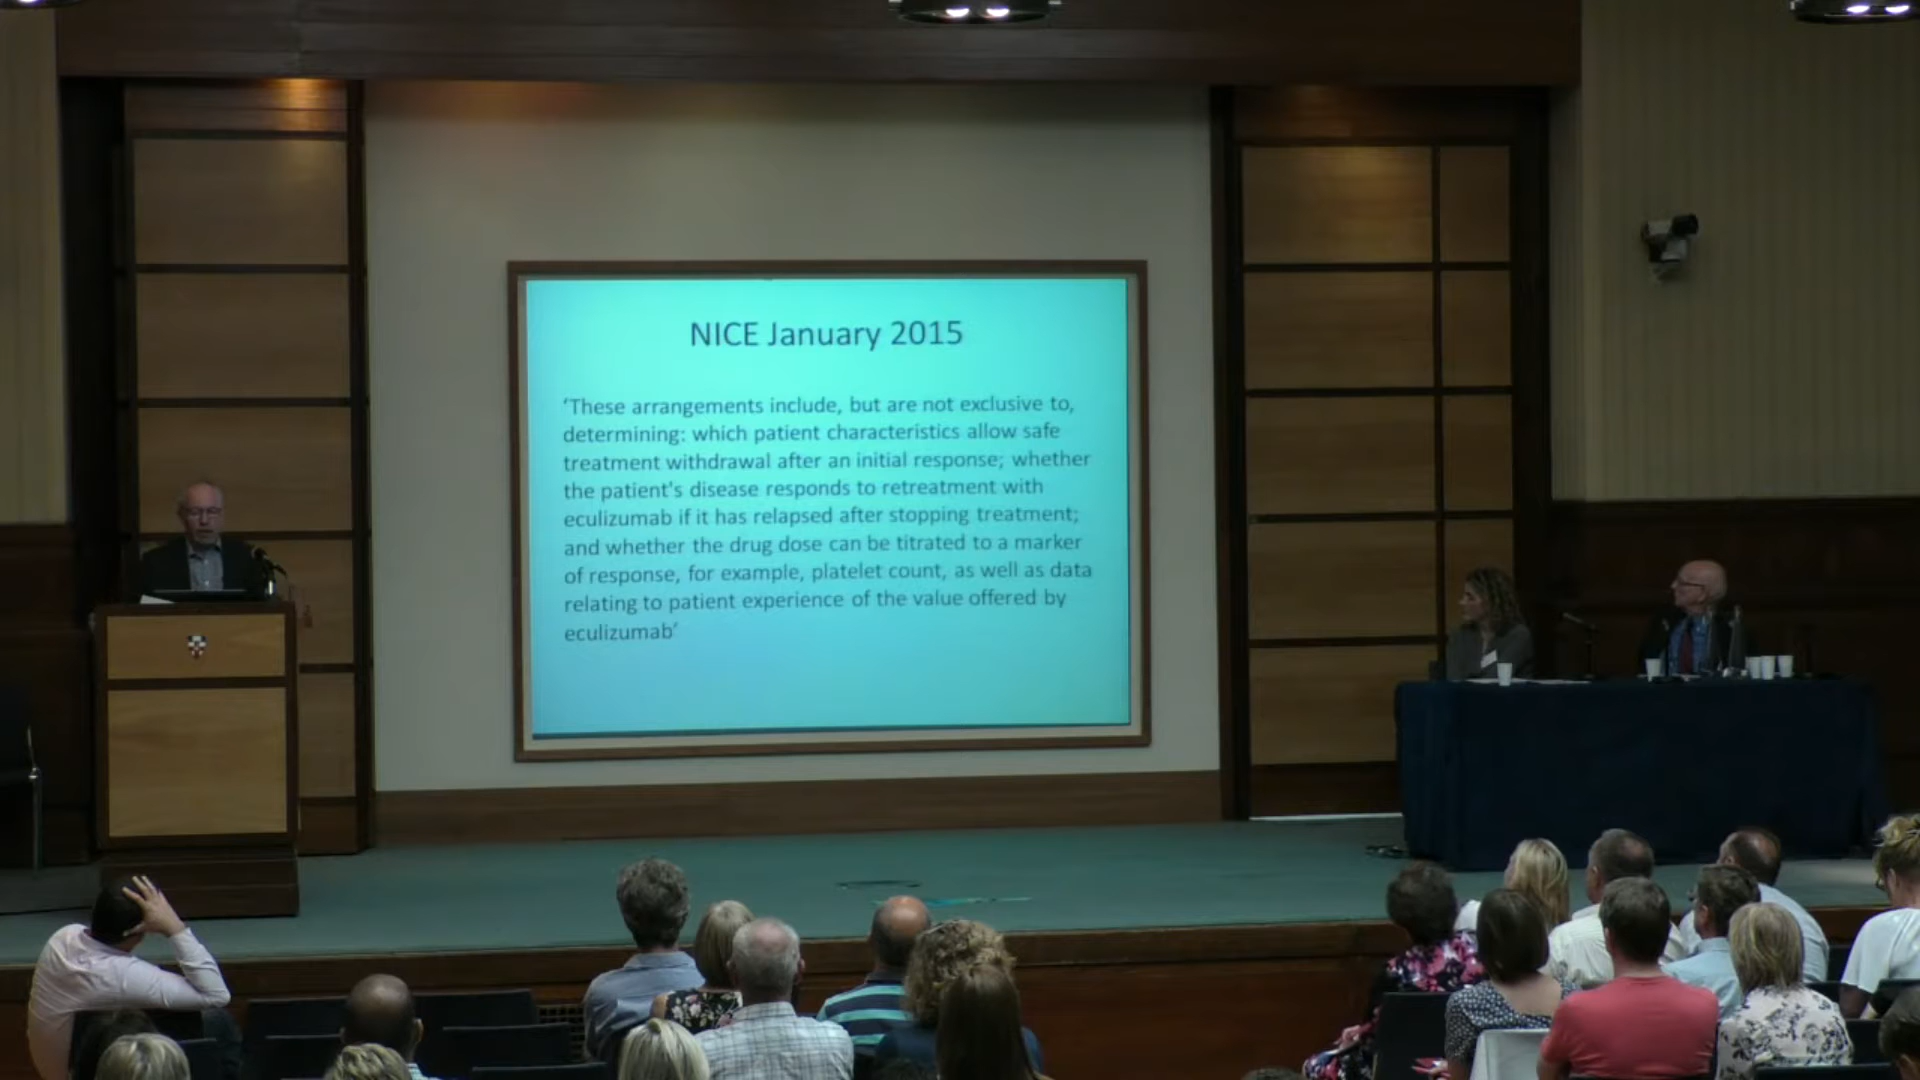 NICE January 2015
‘These arrangements include, but are not exclusive to,
determining: which patient characteristics allow safe
treatment withdrawal after an initial response; whether
the patient's disease responds to retreatment with
eculizumab if it has relapsed after stopping treatment;
and whether the drug dose can be titrated to a marker
of response, for example, platelet count, as well as data
relating to patient experience of the value offered by
eculizumab’